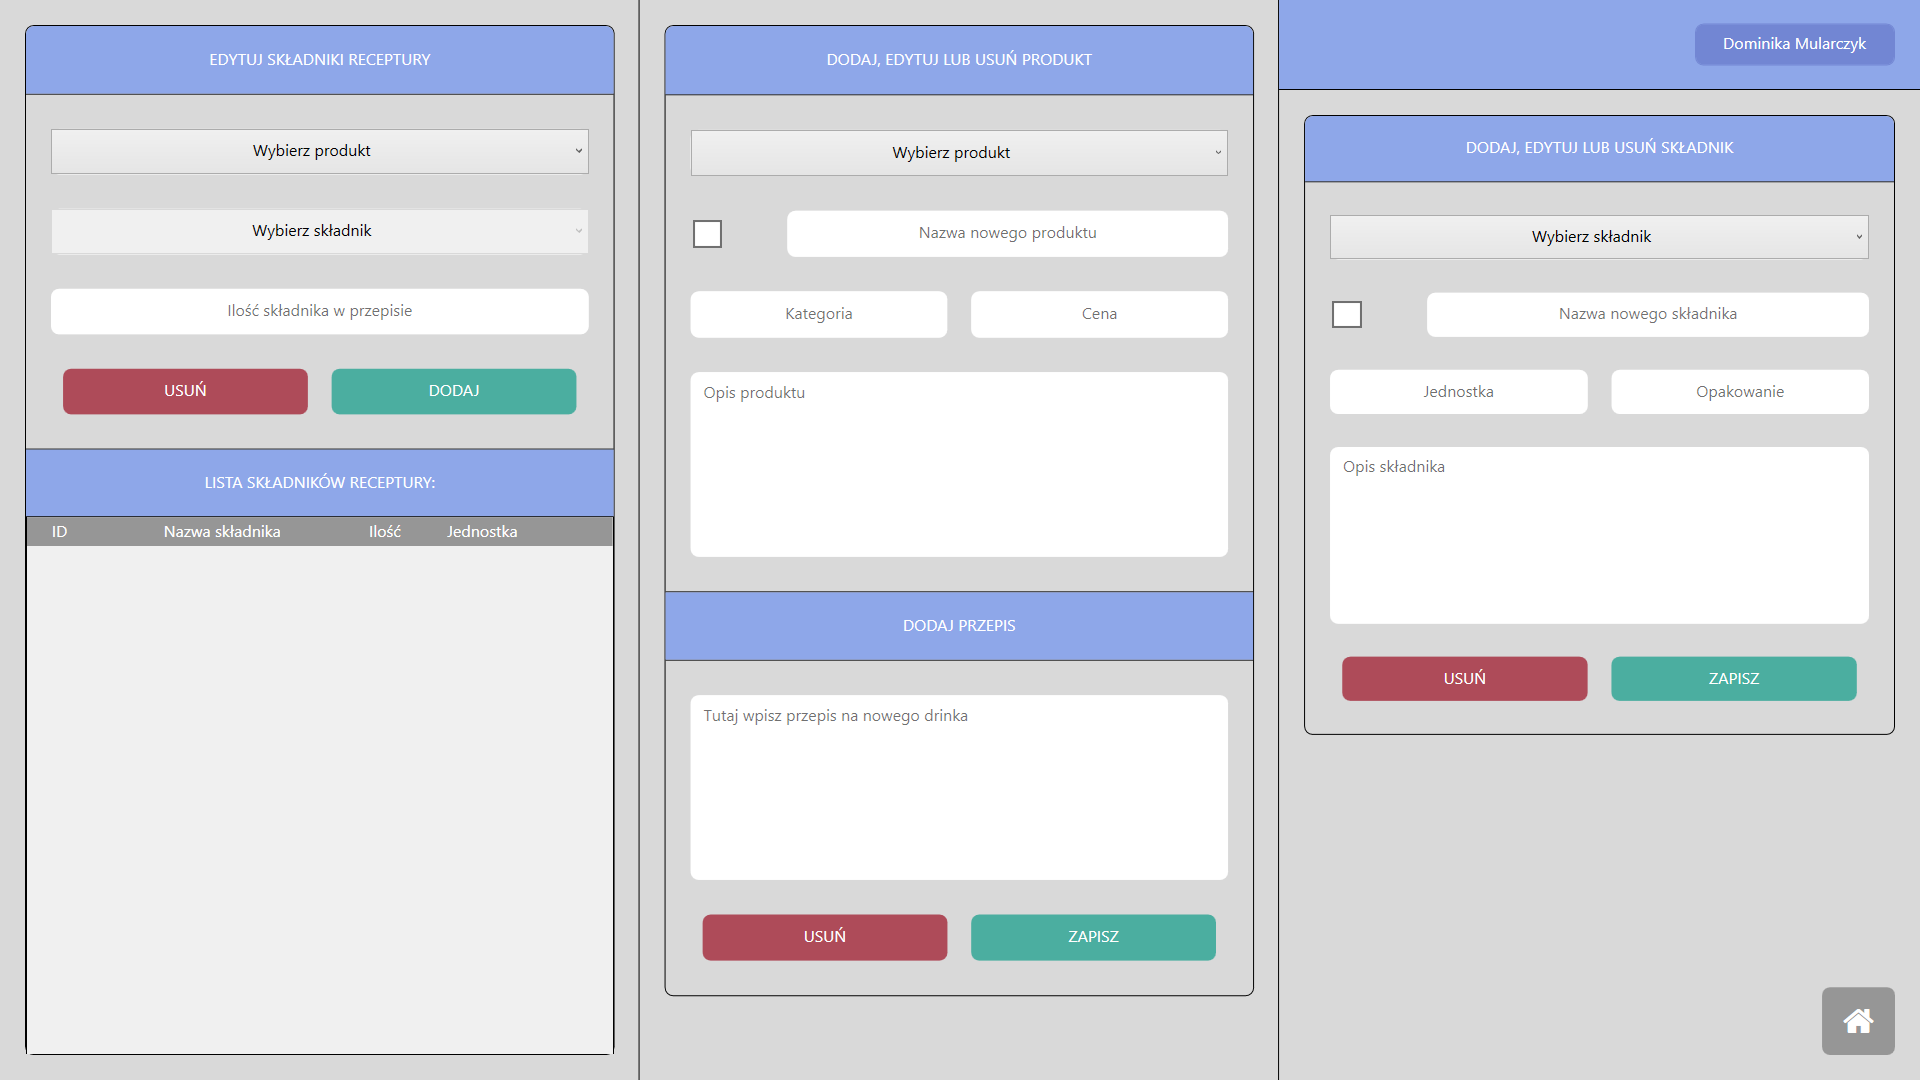 EDYTUJ SKŁADNIKI RECEPTURY
Wybierz produkt
Wybierz składnik
Ilość składnika w przepisie
USUŃ
DODAJ
LISTA SKŁADNIKÓW RECEPTURY:
ID Nazwa składnika Ilość Jednostka
DODAJ, EDYTUJ LUB USUŃ PRODUKT
Wybierz produkt
Nazwa nowego produktu
Kategoria
Cena
Opis produktu
DODAJ PRZEPIS
Tutaj wpisz przepis na nowego drinka
USUŃ
ZAPISZ
Dominika Mularczyk
DODAJ, EDYTUJ LUB USUŃ SKŁADNIK
Wybierz składnik
Nazwa nowego składnika
Jednostka
Opakowanie
Opis składnika
USUŃ
ZAPISZ